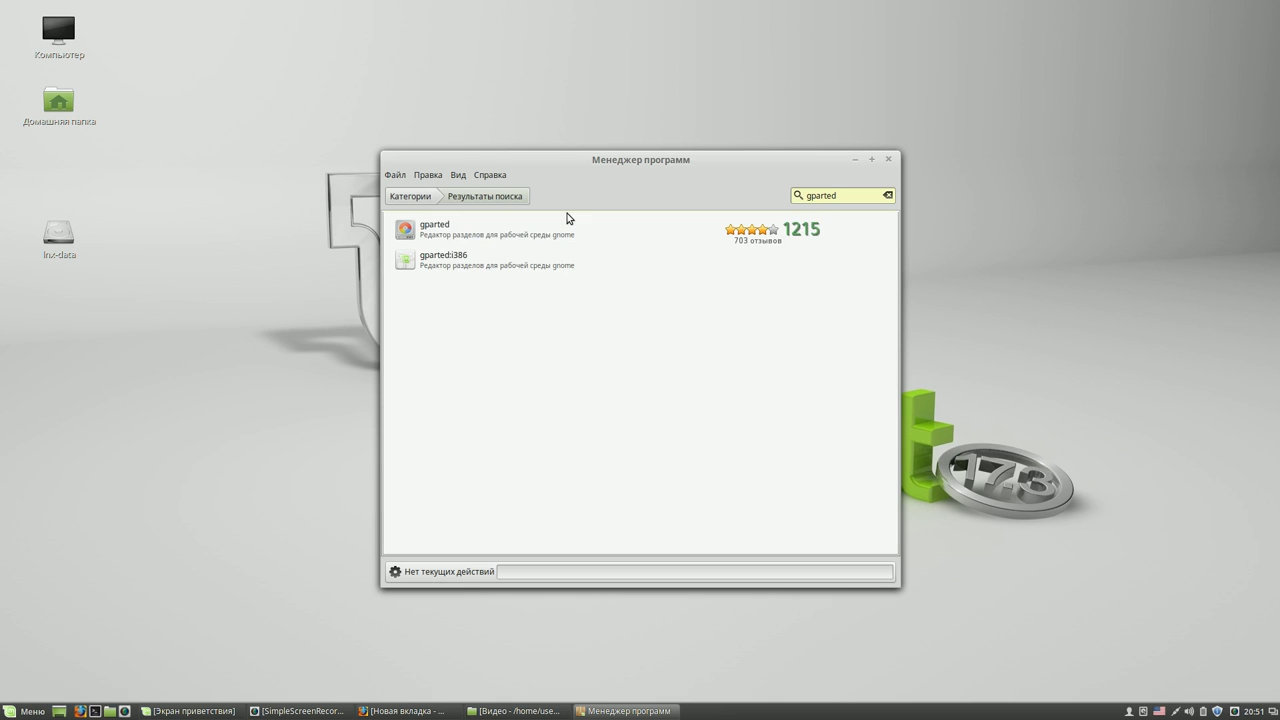 Компьютер
Домашняя папка
lnx-data
Менеджер программ
Файл Правка Вид Справка
Категории Результаты поиска gparted
gparted
Редактор разделов для рабочей среды gnome
1215
703 отзывов
gparted:i386
Редактор разделов для рабочей среды gnome
17.3
Нет текущих действий
Меню [Экран приветствия] [SimpleScreenRecor... [Новая вкладка - ... [Видео - /home/use... Менеджер программ 20:51